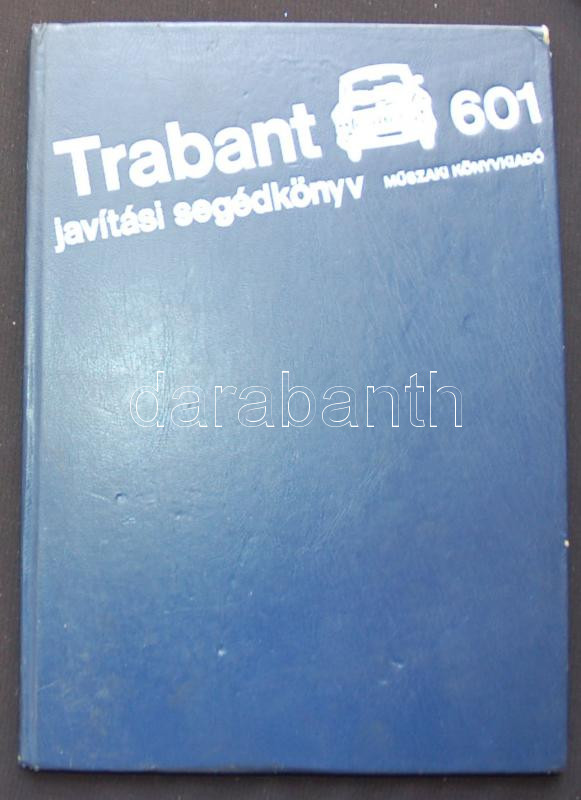 Trabant 601
javítási segédkönyv MŰSZAKI KÖNYVKIADÓ
darabanth